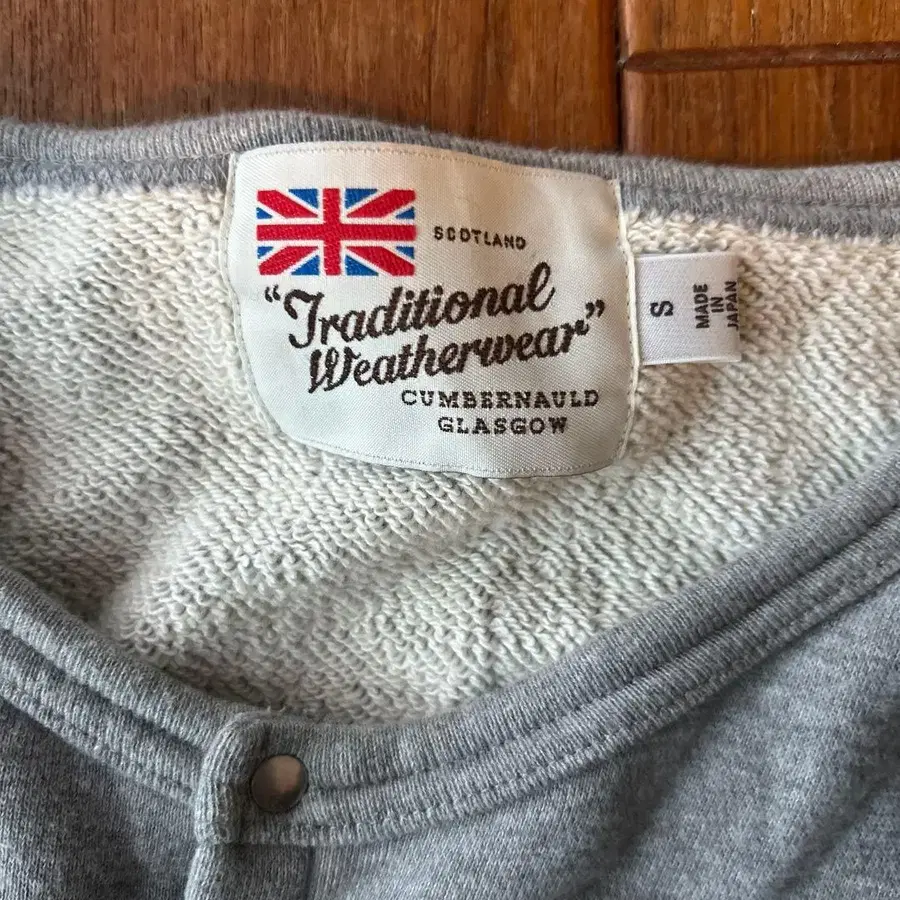 SCOTLAND
"Traditional
Weatherwear"
CUMBERNAULD
GLASGOW
S
MADE
IN
JAPAN